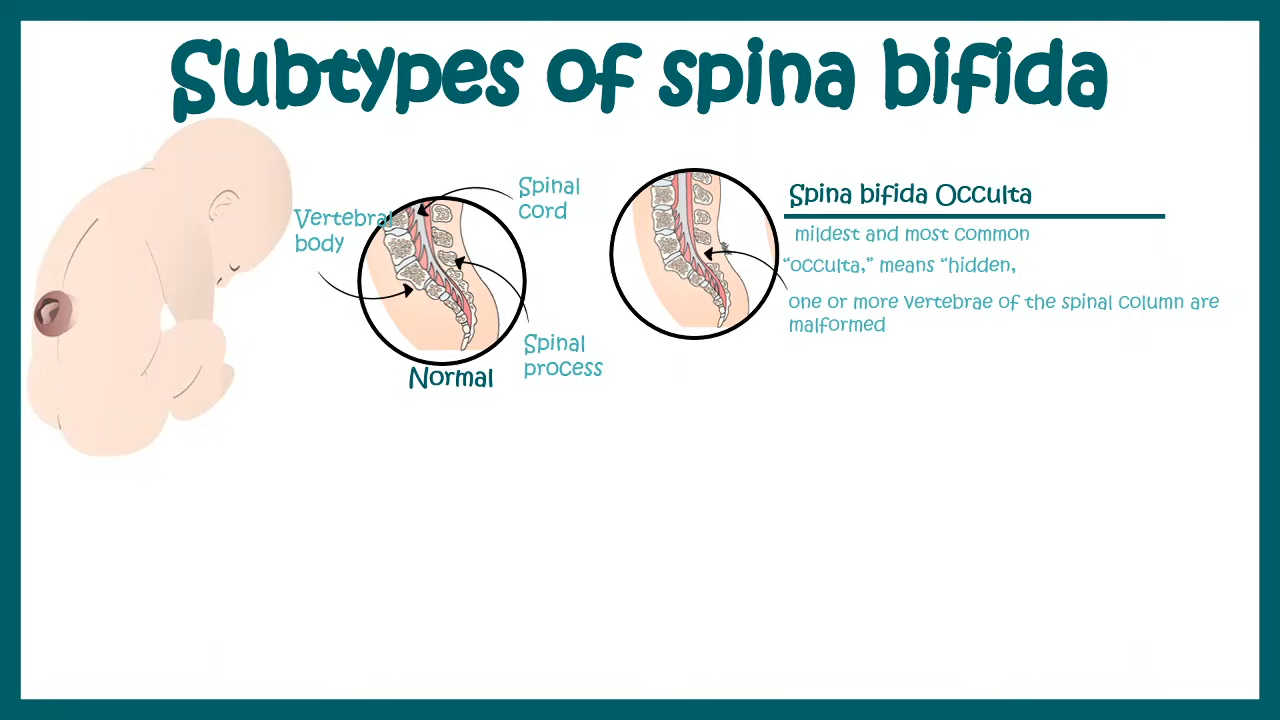 Subtypes of spina bifida
Spinal
cord
Vertebral
body
Spinal
process
Normal
Spina bifida Occulta
mildest and most common
“occulta,” means “hidden,
one or more vertebrae of the spinal column are
malformed